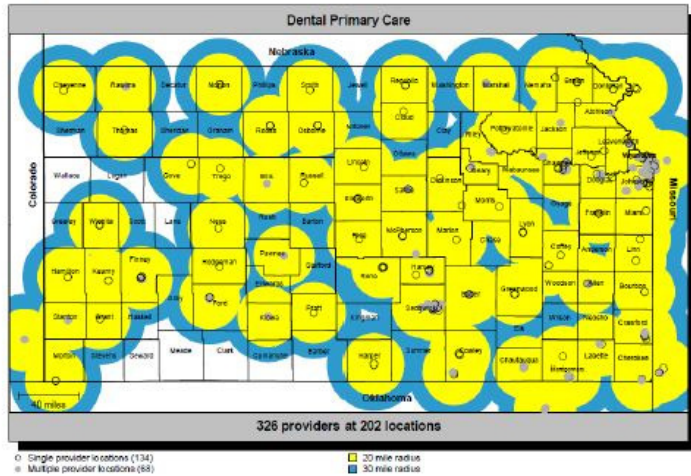 Dental Primary Care
Nebraska
Cheyenne Rawlins Decatur Norton Phillips Smith Jewell Republic Washington Marshall Nemaha Brown Doniphan
Sherman Thomas Sheridan Graham Rooks Osborne Mitchell Cloud Clay Riley Pottawatomie Jackson Atchison
Jefferson Leavenworth
Wallace Logan Gove Trego Ellis Russell Lincoln Ottawa Dickinson Geary Wabaunsee Shawnee Douglas Johnson
Colorado
Missouri
Greeley Wichita Scott Lane Ness Rush Barton Ellsworth Saline Morris Osage Franklin Miami
Hamilton Kearny Finney Hodgeman Pawnee Stafford Rice McPherson Marion Chase Lyon Coffey Anderson Linn
Stanton Grant Haskell Gray Ford Edwards Kiowa Pratt Reno Harvey Sedgwick Butler Greenwood Woodson Allen Bourbon
Morton Stevens Seward Meade Clark Comanche Barber Kingman Harper Sumner Cowley Elk Chautauqua Wilson Montgomery Neosho Labette Crawford Cherokee
Oklahoma
40 miles
326 providers at 202 locations
Single provider locations (134)
Multiple provider locations (68)
20 mile radius
30 mile radius